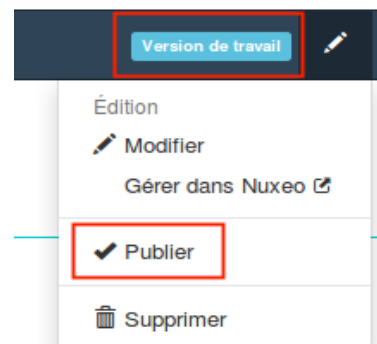 Version de travail
Édition
Modifier
Gérer dans Nuxeo
Publier
Supprimer